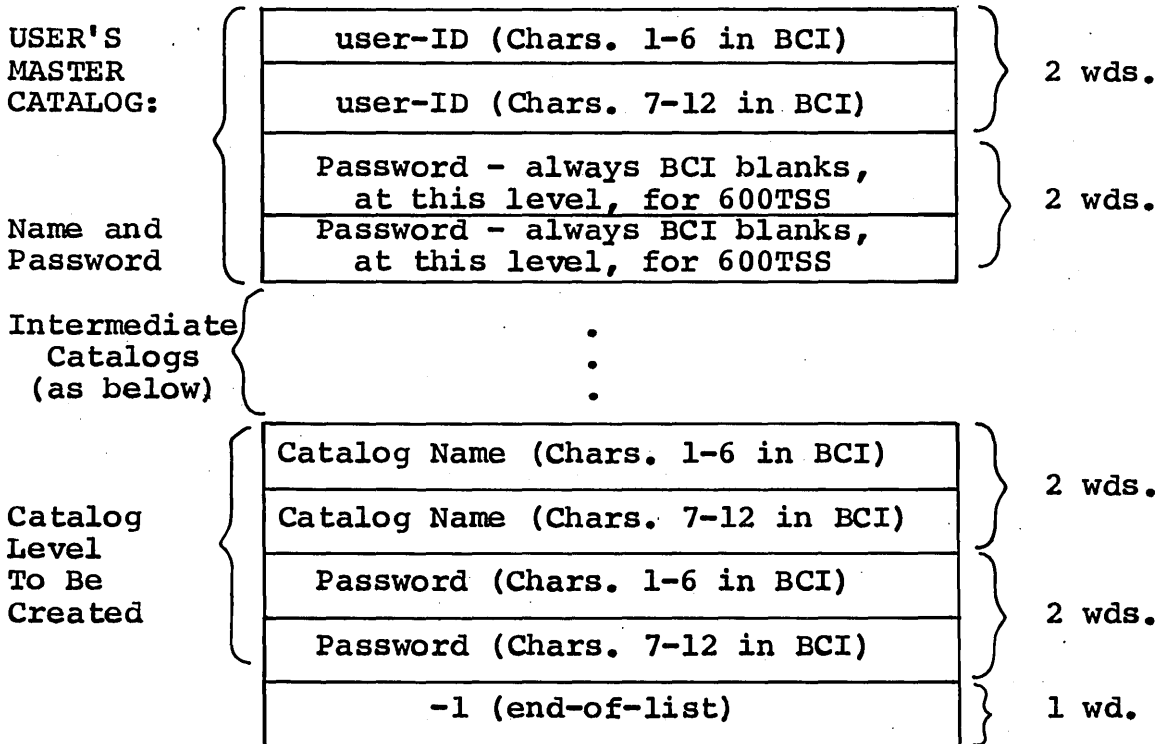 USER'S
MASTER
CATALOG:
user-ID (Chars. 1-6 in BCI)
user-ID (Chars. 7-12 in BCI)
2 wds.
Password - always BCI blanks,
at this level, for 600TSS
2 wds.
Name and
Password
Password - always BCI blanks,
at this level, for 600TSS
Intermediate
Catalogs
(as below)
.
.
.
Catalog
Level
To Be
Created
Catalog Name (Chars. 1-6 in BCI)
Catalog Name (Chars. 7-12 in BCI)
2 wds.
Password (Chars. 1-6 in BCI)
Password (Chars. 7-12 in BCI)
2 wds.
-1 (end-of-list)
1 wd.